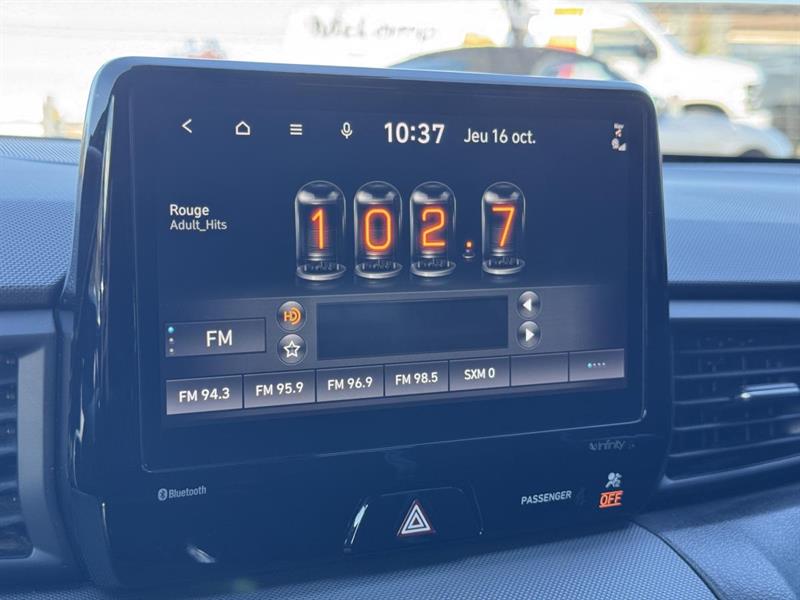 10:37 Jeu 16 oct.
Rouge
Adult_Hits
102.7
HD
FM
FM 94.3 FM 95.9 FM 96.9 FM 98.5 SXM 0
infinity
Bluetooth
PASSENGER
OFF